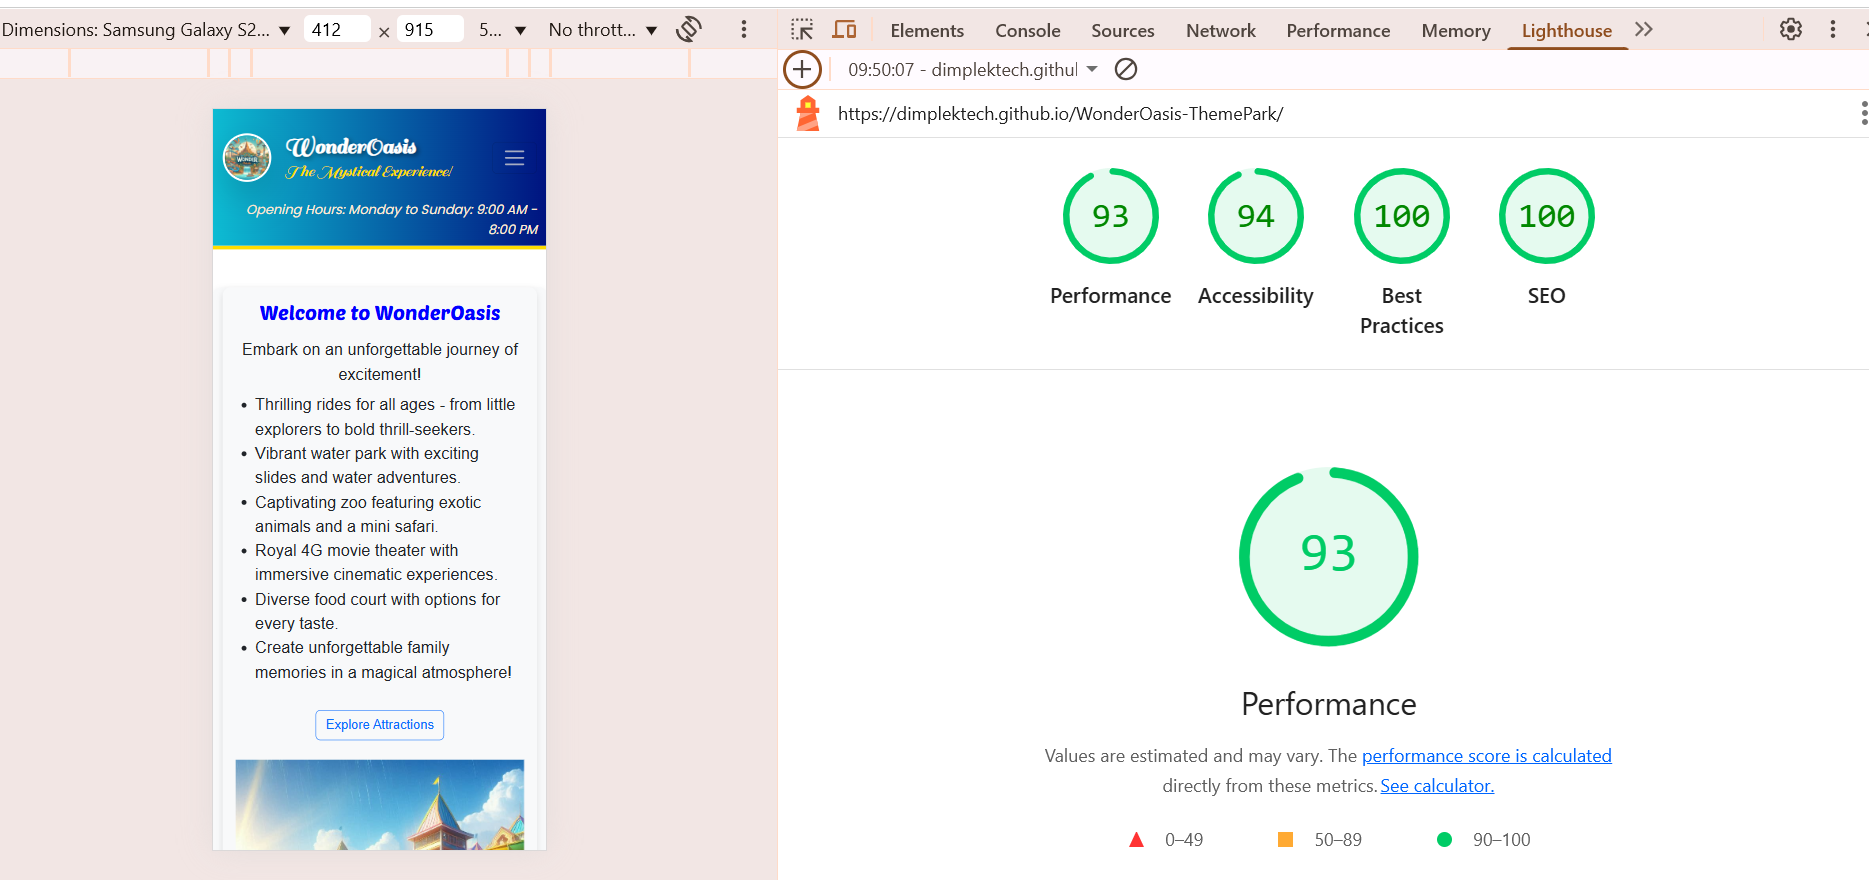 Dimensions: Samsung Galaxy S2... 412 × 915 5... No thrott...
Elements Console Sources Network Performance Memory Lighthouse
09:50:07 - dimplektech.githu
https://dimplektech.github.io/WonderOasis-ThemePark/
WONDER
WonderOasis
The Mystical Experience!
Opening Hours: Monday to Sunday: 9:00 AM -
8:00 PM
Welcome to WonderOasis
Embark on an unforgettable journey of
excitement!
• Thrilling rides for all ages - from little
explorers to bold thrill-seekers.
• Vibrant water park with exciting
slides and water adventures.
• Captivating zoo featuring exotic
animals and a mini safari.
• Royal 4G movie theater with
immersive cinematic experiences.
• Diverse food court with options for
every taste.
• Create unforgettable family
memories in a magical atmosphere!
Explore Attractions
93 94 100 100
Performance Accessibility Best SEO
Practices
93
Performance
Values are estimated and may vary. The performance score is calculated
directly from these metrics. See calculator.
0–49 50–89 90–100